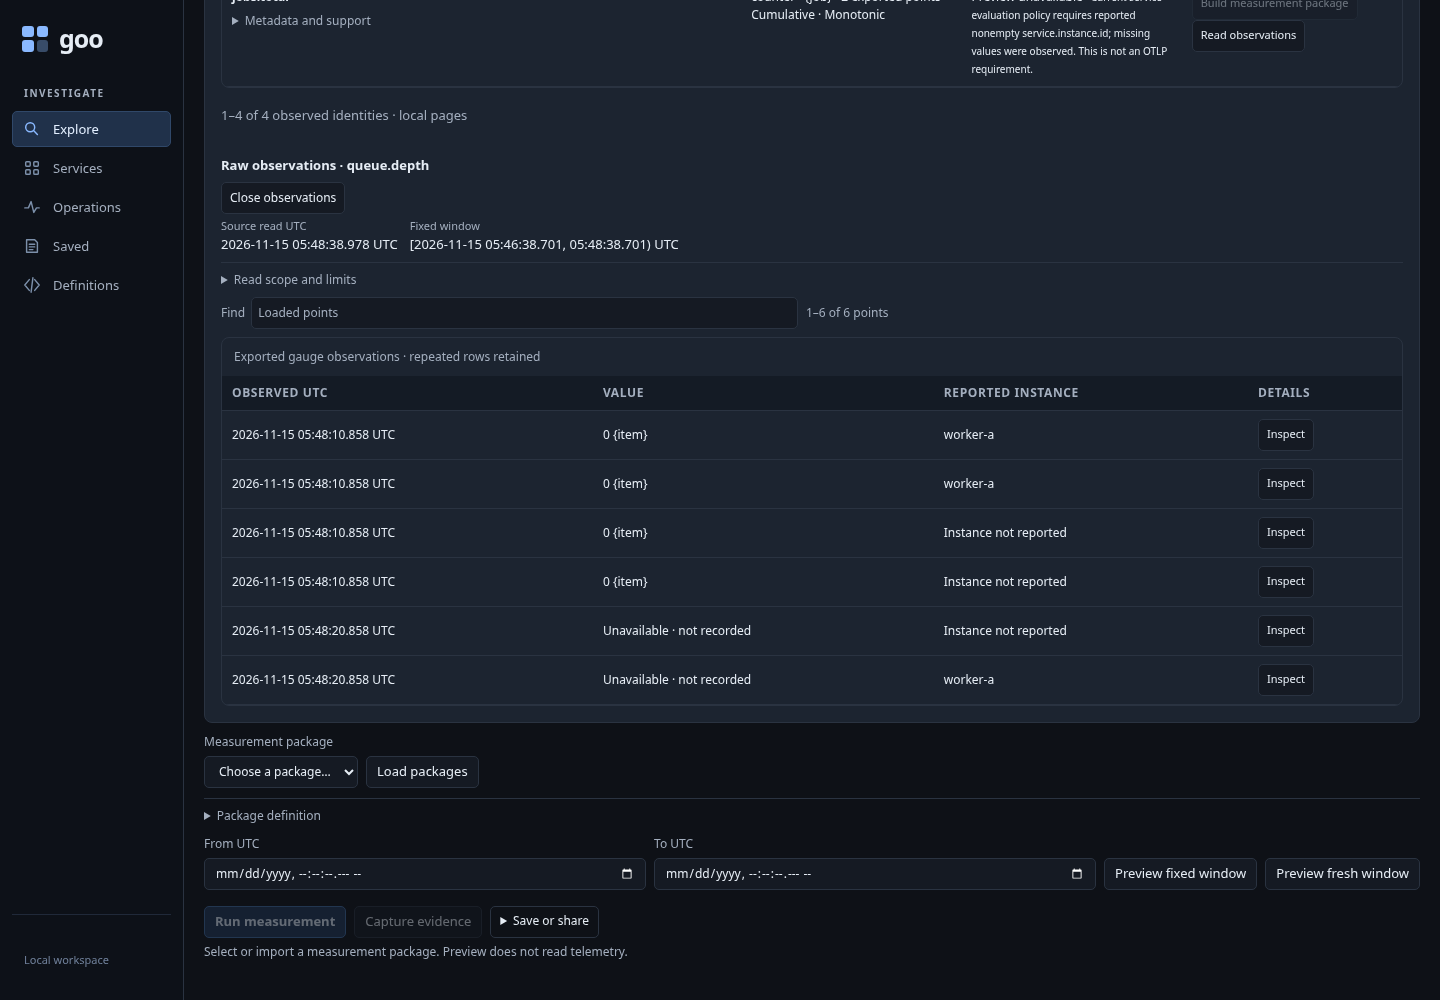 goo
INVESTIGATE
Explore
Services
Operations
Saved
Definitions
Local workspace
Metadata and support
Cumulative · Monotonic
evaluation policy requires reported
nonempty service.instance.id; missing
values were observed. This is not an OTLP
requirement.
Build measurement package
Read observations
1–4 of 4 observed identities · local pages
Raw observations · queue.depth
Close observations
Source read UTC
2026-11-15 05:48:38.978 UTC
Fixed window
[2026-11-15 05:46:38.701, 05:48:38.701) UTC
Read scope and limits
Find Loaded points 1–6 of 6 points
Exported gauge observations · repeated rows retained
OBSERVED UTC VALUE REPORTED INSTANCE DETAILS
2026-11-15 05:48:10.858 UTC 0 {item} worker-a Inspect
2026-11-15 05:48:10.858 UTC 0 {item} worker-a Inspect
2026-11-15 05:48:10.858 UTC 0 {item} Instance not reported Inspect
2026-11-15 05:48:10.858 UTC 0 {item} Instance not reported Inspect
2026-11-15 05:48:20.858 UTC Unavailable · not recorded Instance not reported Inspect
2026-11-15 05:48:20.858 UTC Unavailable · not recorded worker-a Inspect
Measurement package
Choose a package... Load packages
Package definition
From UTC
mm/dd/yyyy, --:--:--.--- --
To UTC
mm/dd/yyyy, --:--:--.--- --
Preview fixed window Preview fresh window
Run measurement Capture evidence Save or share
Select or import a measurement package. Preview does not read telemetry.